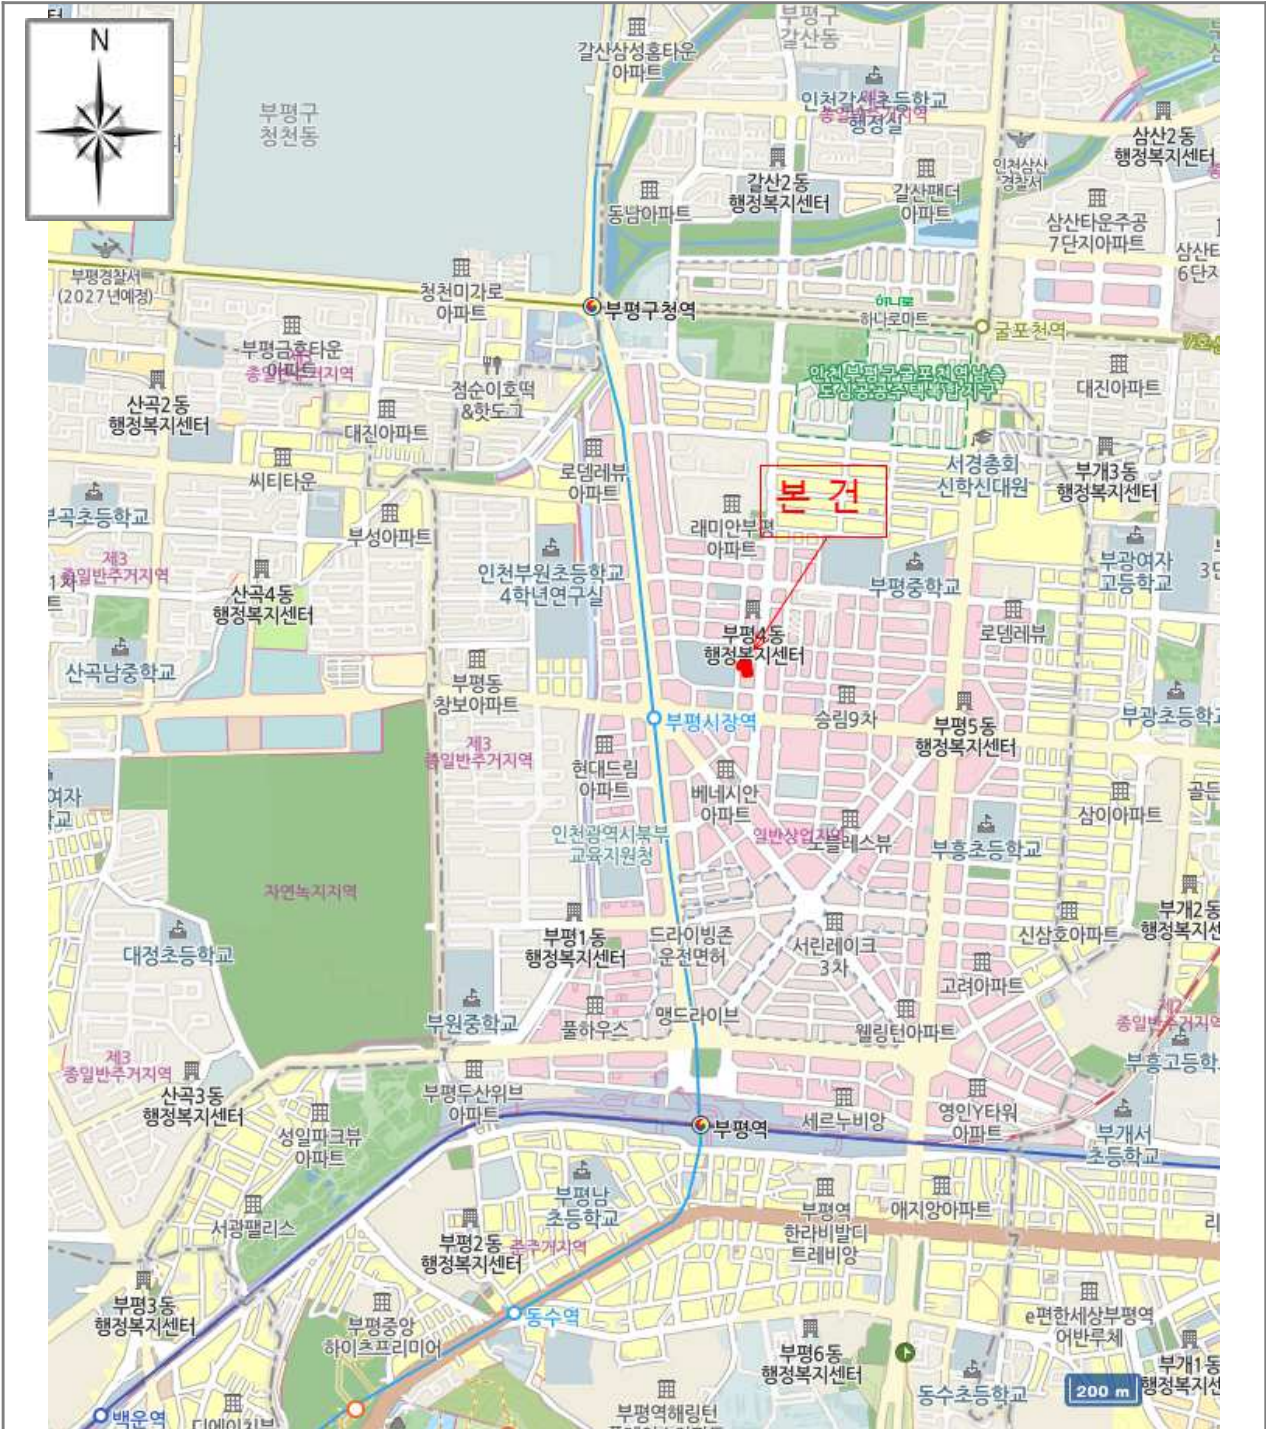 N
부평구
갈산동
갈산삼성홈타운
아파트
부평구
청천동
행정실
삼산2동
행정복지센터
인천삼산
경찰서
갈산2동
행정복지센터
갈산팬더
아파트
동남아파트
삼산타운주공
7단지아파트
부평경찰서
(2027년예정)
청천미가로
아파트
부평구청역
하나로마트
굴포천역
부평금호타운
종일반주거지역
점순이호떡
&핫도그
대진아파트
산곡2동
행정복지센터
대진아파트
씨티타운
로뎀레뷰
아파트
서경총회
신학신대원
부개3동
행정복지센터
본 건
래미안부평
아파트
부곡초등학교
부성아파트
인천부원초등학교
4학년연구실
부평중학교
부광여자
고등학교
제3
종일반주거지역
산곡4동
행정복지센터
로뎀레뷰
부평4동
행정복지센터
산곡남중학교
부평동
창보아파트
부평시장역
승림9차
부평5동
행정복지센터
부광초등학교
제3
종일반주거지역
현대드림
아파트
베네시안
아파트
삼이아파트
일반상업지역
노블레스뷰
인천광역시북부
교육지원청
부흥초등학교
자연녹지지역
대정초등학교
부평1동
행정복지센터
드라이빙존
운전면허
서린레이크
3차
신삼호아파트
부개2동
고려아파트
부원중학교
풀하우스
맹드라이브
웰링턴아파트
제2
종일반주거지역
부흥고등학
제3
종일반주거지역
산곡3동
행정복지센터
부평두산위브
아파트
세르누비앙
영인Y타워
아파트
부평역
성일파크뷰
아파트
부개서
초등학교
서광팰리스
부평남
초등학교
부평역
한라비발디
트레비앙
애지앙아파트
부평2동
행정복지센터
준주거지역
부평3동
행정복지센터
부평중앙
하이츠프리미어
동수역
e편한세상부평역
어반루체
부평6동
행정복지센터
동수초등학교
200 m
부개1동
백운역
부평역해링턴